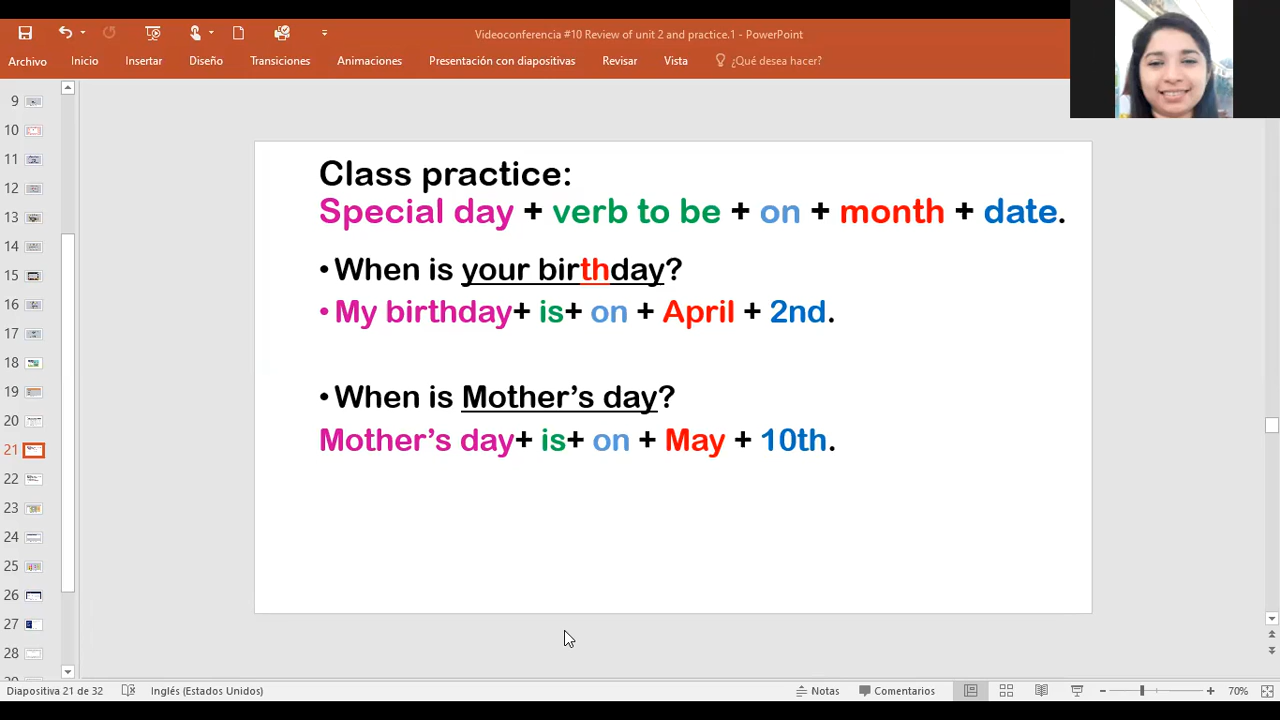 Videoconferencia #10 Review of unit 2 and practice.1 - PowerPoint
Archivo Inicio Insertar Diseño Transiciones Animaciones Presentación con diapositivas Revisar Vista ¿Qué desea hacer?
9
10
11
12
13
14
15
16
17
18
19
20
21
22
23
24
25
26
27
28
Class practice:
Special day + verb to be + on + month + date.
• When is your birthday?
• My birthday+ is+ on + April + 2nd.
• When is Mother’s day?
Mother’s day+ is+ on + May + 10th.
Diapositiva 21 de 32 Inglés (Estados Unidos) Notas Comentarios 70%